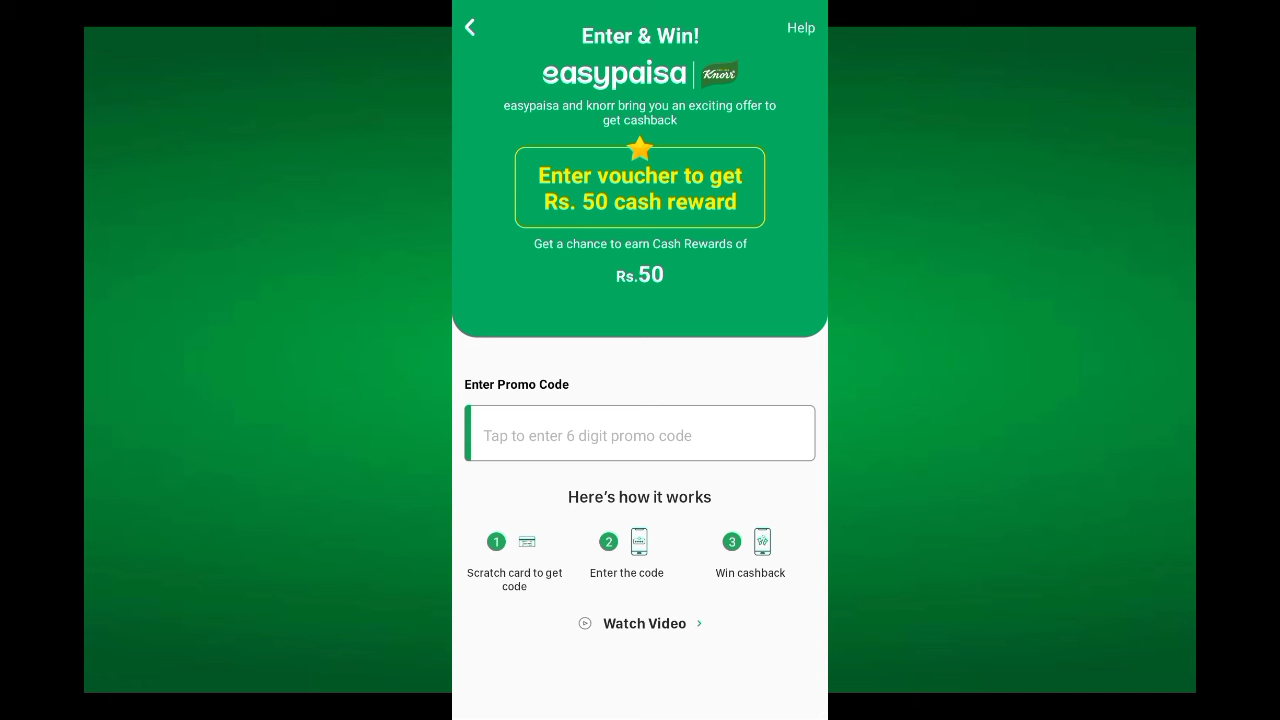 Help
Enter & Win!
easypaisa | Knorr
easypaisa and knorr bring you an exciting offer to
get cashback
Enter voucher to get
Rs. 50 cash reward
Get a chance to earn Cash Rewards of
Rs.50
Enter Promo Code
Tap to enter 6 digit promo code
Here's how it works
1 2 3
Scratch card to get Enter the code Win cashback
code
Watch Video